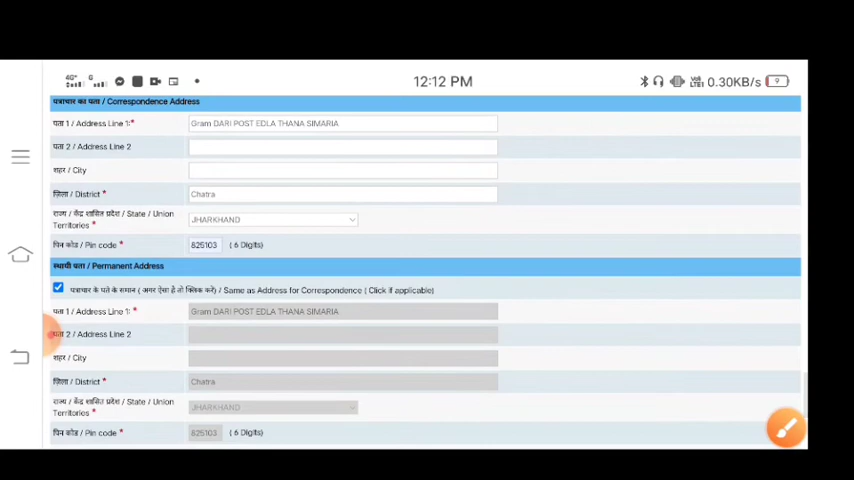 4G+ G 12:12 PM VoI LTE1 0.30KB/s 9
पत्राचार का पता / Correspondence Address
पता 1 / Address Line 1:* Gram DARI POST EDLA THANA SIMARIA
पता 2 / Address Line 2
शहर / City
ज़िला / District * Chatra
राज्य / केंद्र शासित प्रदेश / State / Union Territories * JHARKHAND
पिन कोड / Pin code * 825103 ( 6 Digits)
स्थायी पता / Permanent Address
पत्राचार के पते के समान ( अगर ऐसा है तो क्लिक करें) / Same as Address for Correspondence ( Click if applicable)
पता 1 / Address Line 1: * Gram DARI POST EDLA THANA SIMARIA
पता 2 / Address Line 2
शहर / City
ज़िला / District * Chatra
राज्य / केंद्र शासित प्रदेश / State / Union Territories * JHARKHAND
पिन कोड / Pin code * 825103 ( 6 Digits)